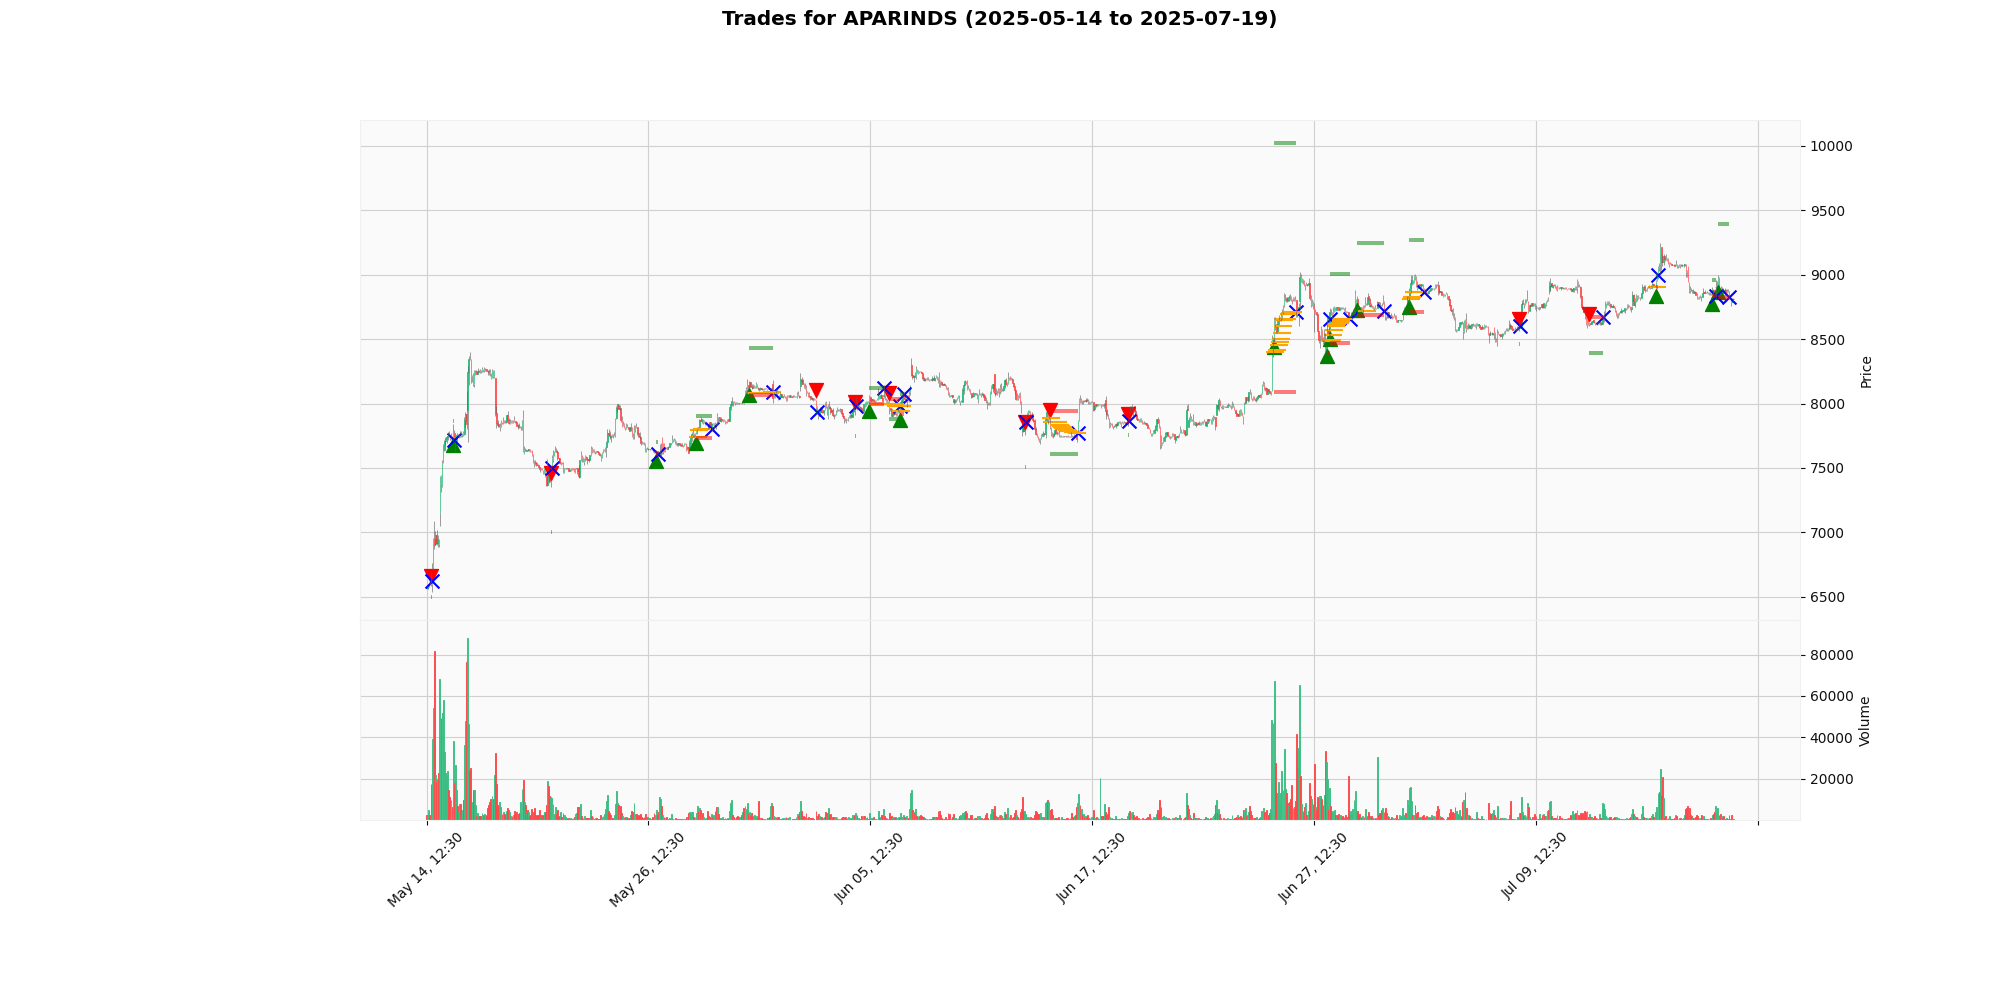 Trades for APARINDS (2025-05-14 to 2025-07-19)
10000
9500
9000
8500
8000
7500
7000
6500
Price
80000
60000
40000
20000
Volume
May 14, 12:30
May 26, 12:30
Jun 05, 12:30
Jun 17, 12:30
Jun 27, 12:30
Jul 09, 12:30